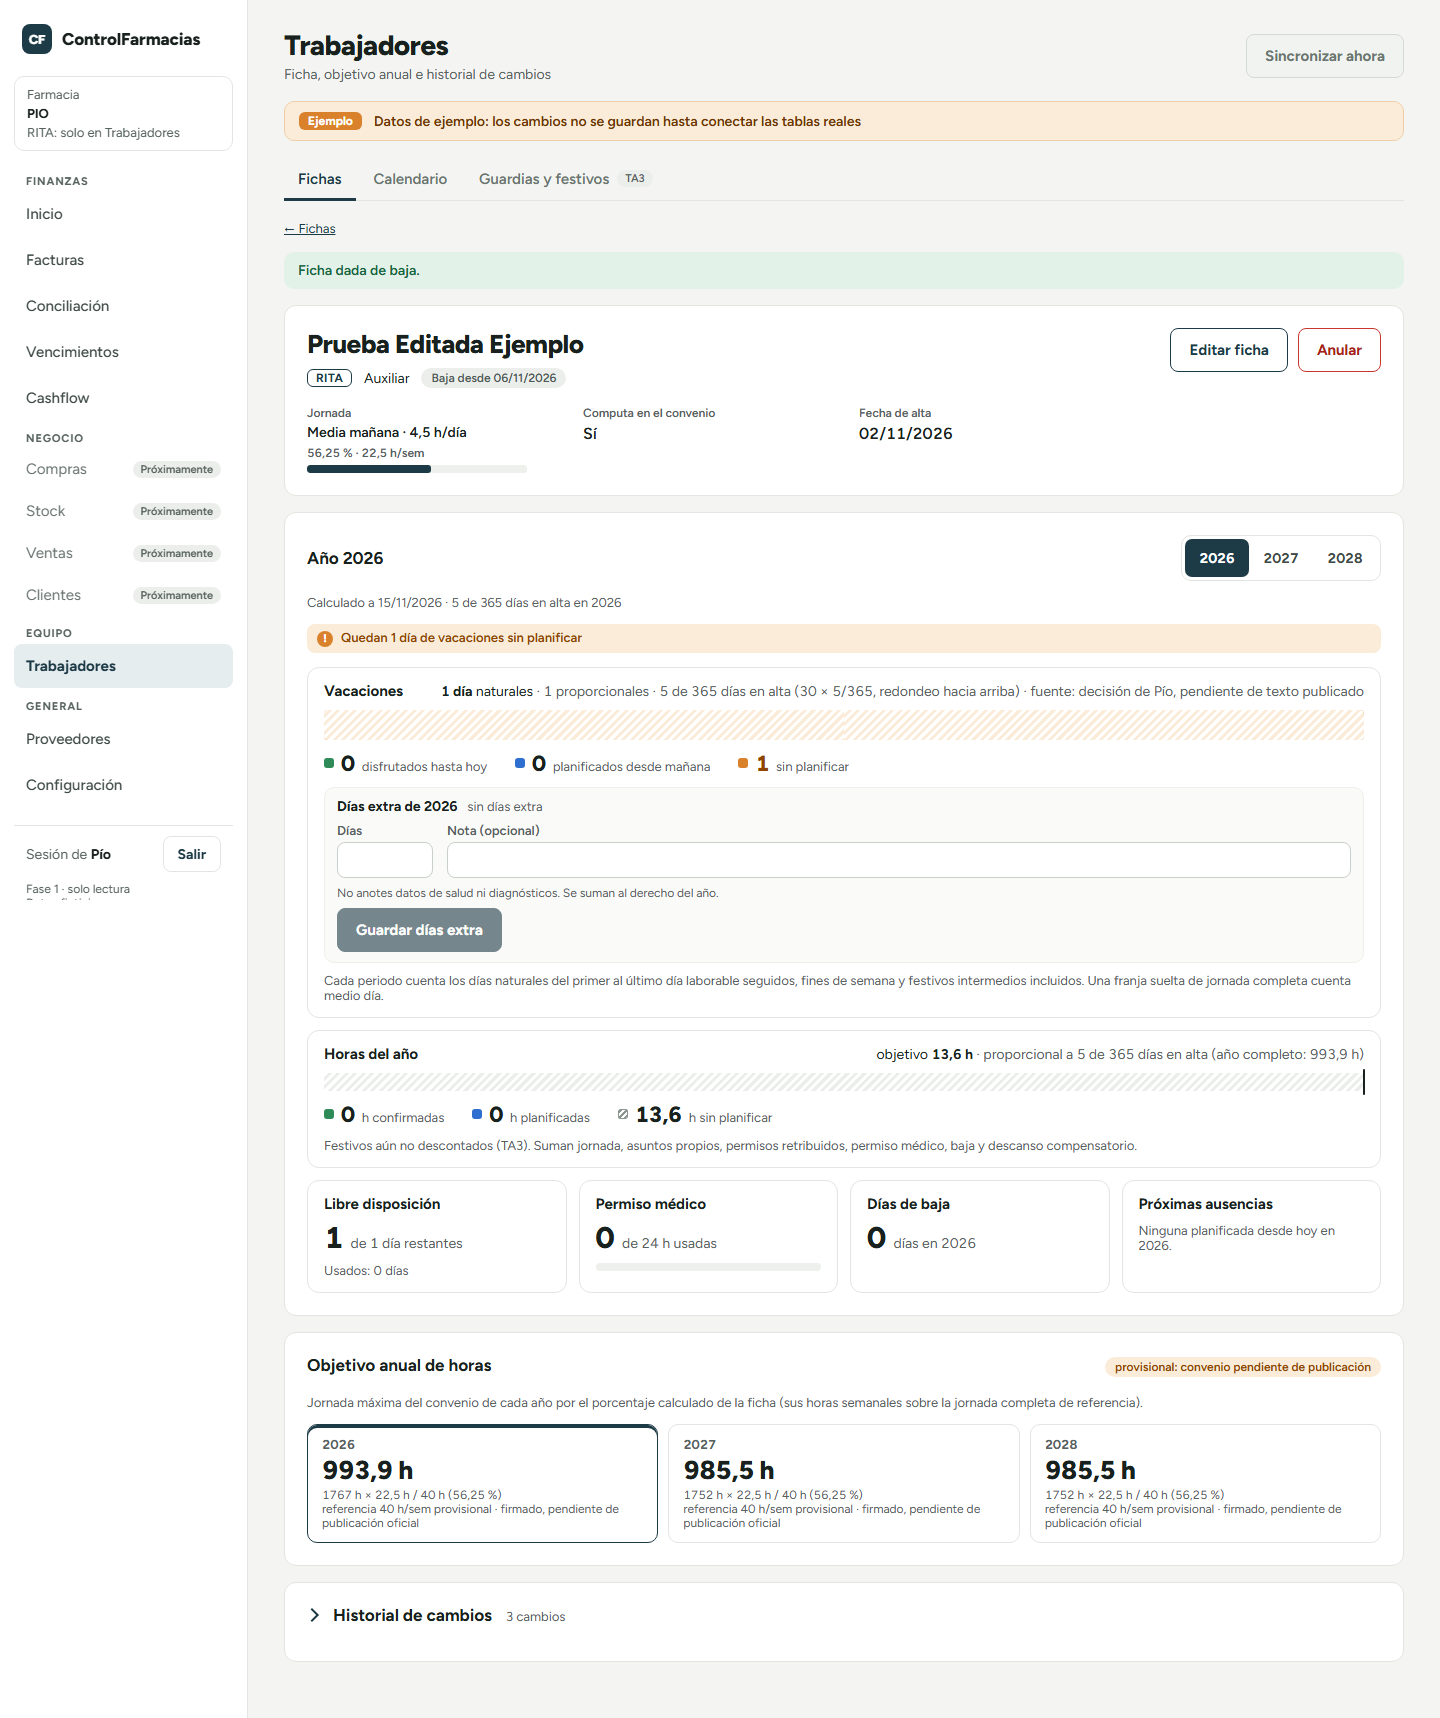 CF ControlFarmacias
Farmacia
PIO
RITA: solo en Trabajadores
FINANZAS
Inicio
Facturas
Conciliación
Vencimientos
Cashflow
NEGOCIO
Compras Próximamente
Stock Próximamente
Ventas Próximamente
Clientes Próximamente
EQUIPO
Trabajadores
GENERAL
Proveedores
Configuración
Sesión de Pío Salir
Fase 1 · solo lectura
Trabajadores
Ficha, objetivo anual e historial de cambios
Sincronizar ahora
Ejemplo Datos de ejemplo: los cambios no se guardan hasta conectar las tablas reales
Fichas Calendario Guardias y festivos TA3
← Fichas
Ficha dada de baja.
Prueba Editada Ejemplo
Editar ficha Anular
RITA Auxiliar Baja desde 06/11/2026
Jornada Computa en el convenio Fecha de alta
Media mañana · 4,5 h/día Sí 02/11/2026
56,25 % · 22,5 h/sem
Año 2026
2026 2027 2028
Calculado a 15/11/2026 · 5 de 365 días en alta en 2026
! Quedan 1 día de vacaciones sin planificar
Vacaciones 1 día naturales · 1 proporcionales · 5 de 365 días en alta (30 × 5/365, redondeo hacia arriba) · fuente: decisión de Pío, pendiente de texto publicado
0 disfrutados hasta hoy 0 planificados desde mañana 1 sin planificar
Días extra de 2026 sin días extra
Días Nota (opcional)
No anotes datos de salud ni diagnósticos. Se suman al derecho del año.
Guardar días extra
Cada periodo cuenta los días naturales del primer al último día laborable seguidos, fines de semana y festivos intermedios incluidos. Una franja suelta de jornada completa cuenta
medio día.
Horas del año objetivo 13,6 h · proporcional a 5 de 365 días en alta (año completo: 993,9 h)
0 h confirmadas 0 h planificadas 13,6 h sin planificar
Festivos aún no descontados (TA3). Suman jornada, asuntos propios, permisos retribuidos, permiso médico, baja y descanso compensatorio.
Libre disposición
1 de 1 día restantes
Usados: 0 días
Permiso médico
0 de 24 h usadas
Días de baja
0 días en 2026
Próximas ausencias
Ninguna planificada desde hoy en
2026.
Objetivo anual de horas provisional: convenio pendiente de publicación
Jornada máxima del convenio de cada año por el porcentaje calculado de la ficha (sus horas semanales sobre la jornada completa de referencia).
2026
993,9 h
1767 h × 22,5 h / 40 h (56,25 %)
referencia 40 h/sem provisional · firmado, pendiente de
publicación oficial
2027
985,5 h
1752 h × 22,5 h / 40 h (56,25 %)
referencia 40 h/sem provisional · firmado, pendiente de
publicación oficial
2028
985,5 h
1752 h × 22,5 h / 40 h (56,25 %)
referencia 40 h/sem provisional · firmado, pendiente de
publicación oficial
Historial de cambios 3 cambios